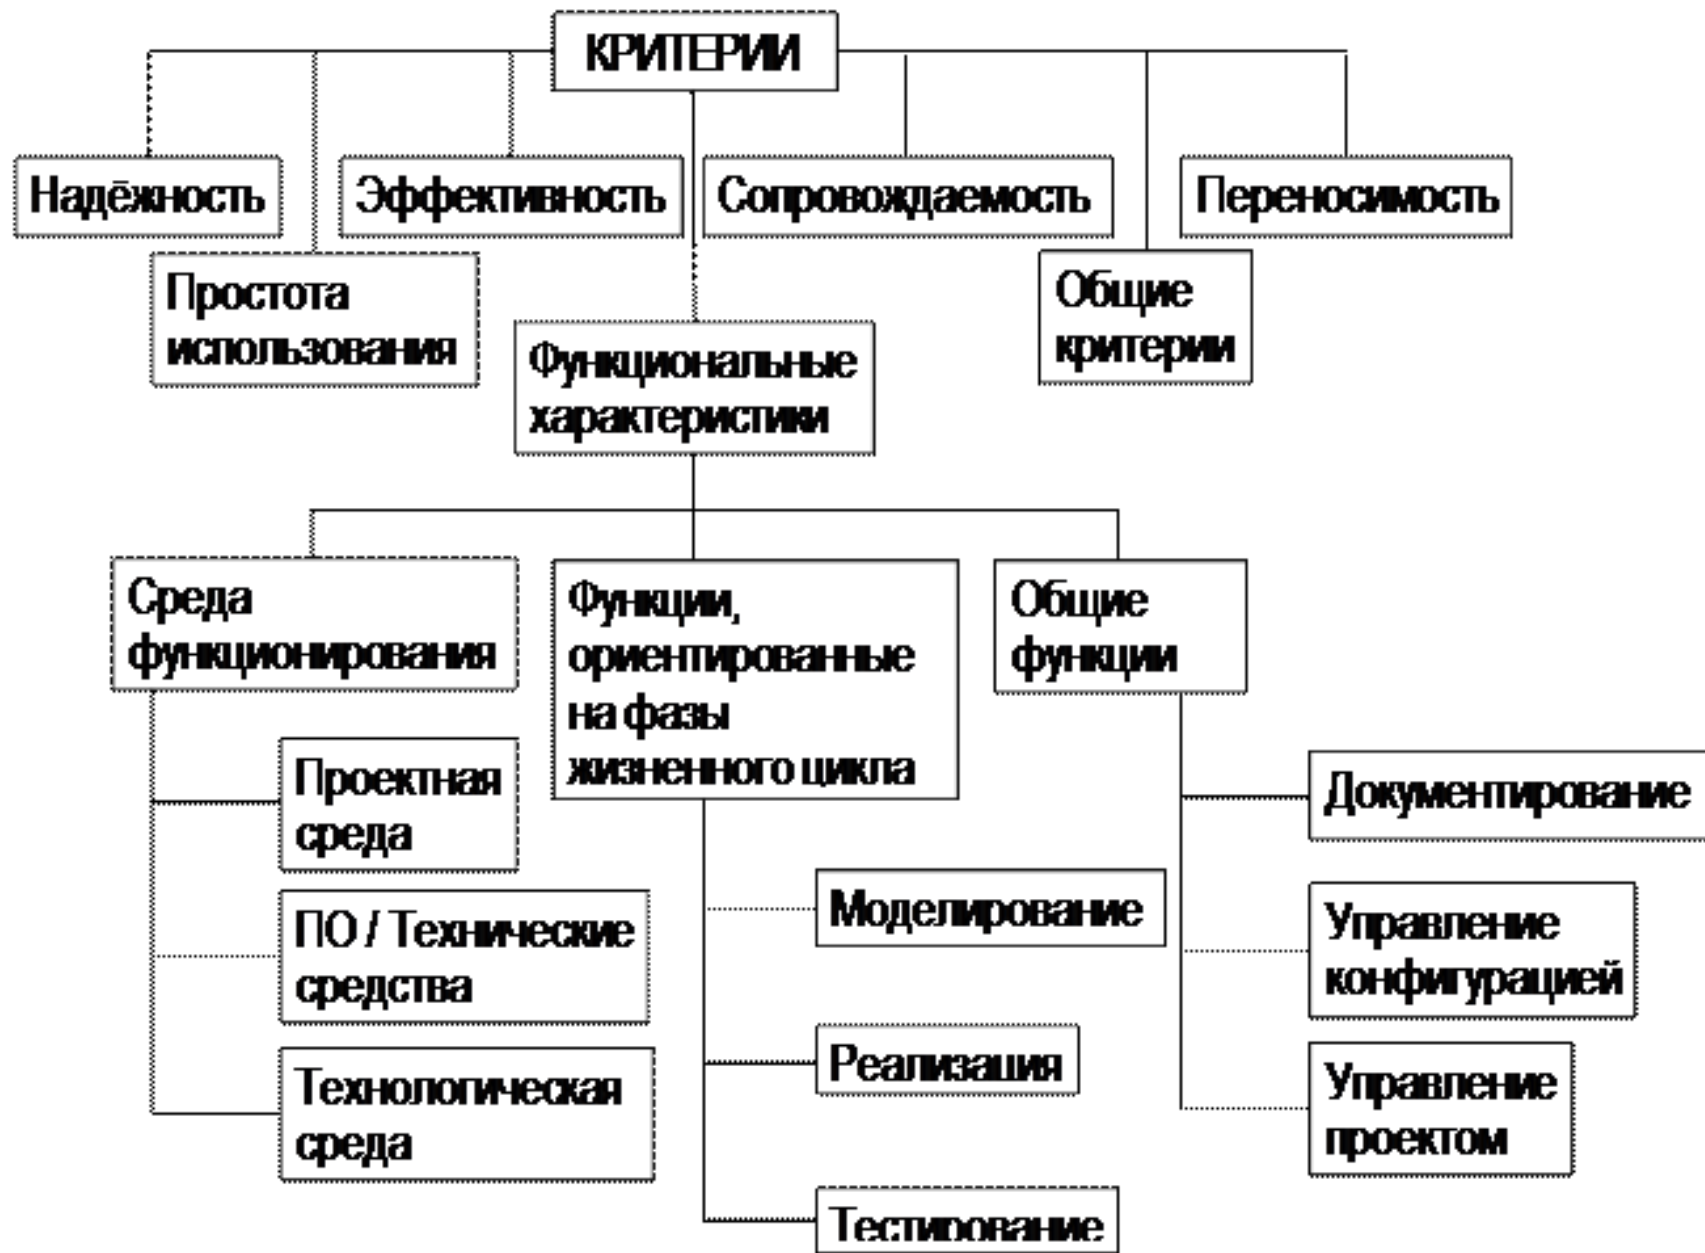 КРИТЕРИИ
Надёжность
Эффективность
Сопровождаемость
Переносимость
Простота
использования
Общие
критерии
Функциональные
характеристики
Среда
функционирования
Функции,
ориентированные
на фазы
жизненного цикла
Общие
функции
Проектная
среда
ПО / Технические
средства
Технологическая
среда
Моделирование
Реализация
Тестирование
Документирование
Управление
конфигурацией
Управление
проектом